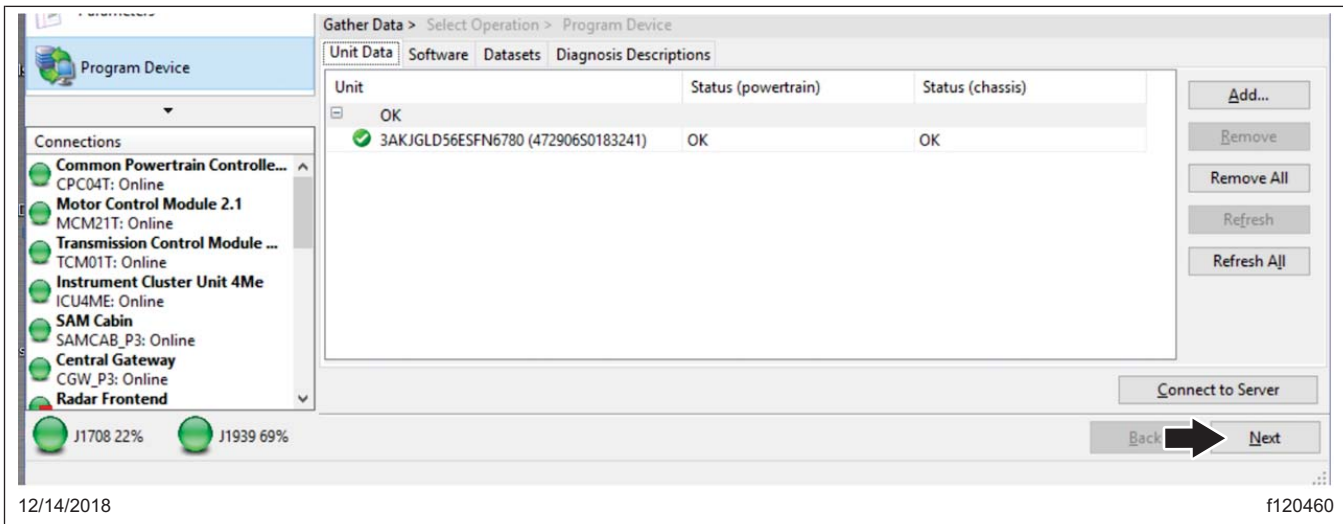 Parameters
Program Device
Connections
Common Powertrain Controlle...
CPC04T: Online
Motor Control Module 2.1
MCM21T: Online
Transmission Control Module ...
TCM01T: Online
Instrument Cluster Unit 4Me
ICU4ME: Online
SAM Cabin
SAMCAB_P3: Online
Central Gateway
CGW_P3: Online
Radar Frontend
J1708 22% J1939 69%
Gather Data > Select Operation > Program Device
Unit Data Software Datasets Diagnosis Descriptions
Unit Status (powertrain) Status (chassis)
OK
3AKJGLD56ESFN6780 (472906S0183241) OK OK
Add...
Remove
Remove All
Refresh
Refresh All
Connect to Server
Back Next
12/14/2018 f120460